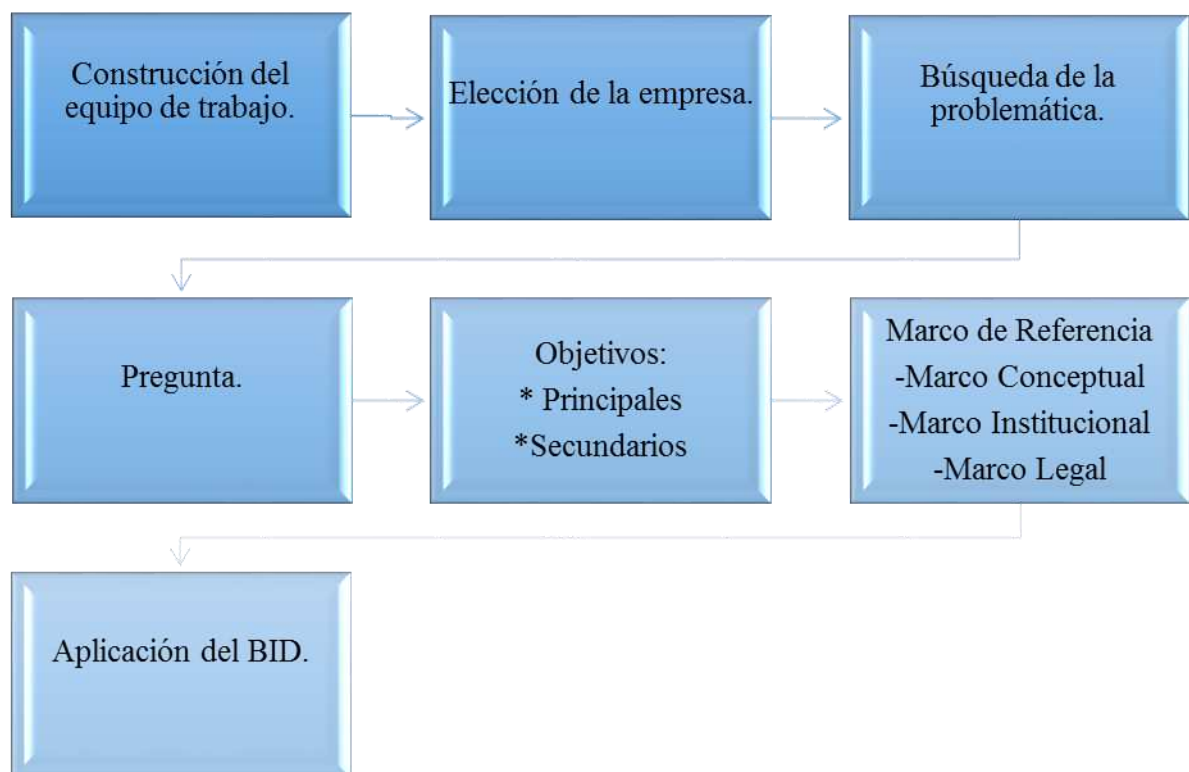 Construcción del
equipo de trabajo.
Elección de la empresa.
Búsqueda de la
problemática.
Pregunta.
Objetivos:
* Principales
*Secundarios
Marco de Referencia
-Marco Conceptual
-Marco Institucional
-Marco Legal
Aplicación del BID.